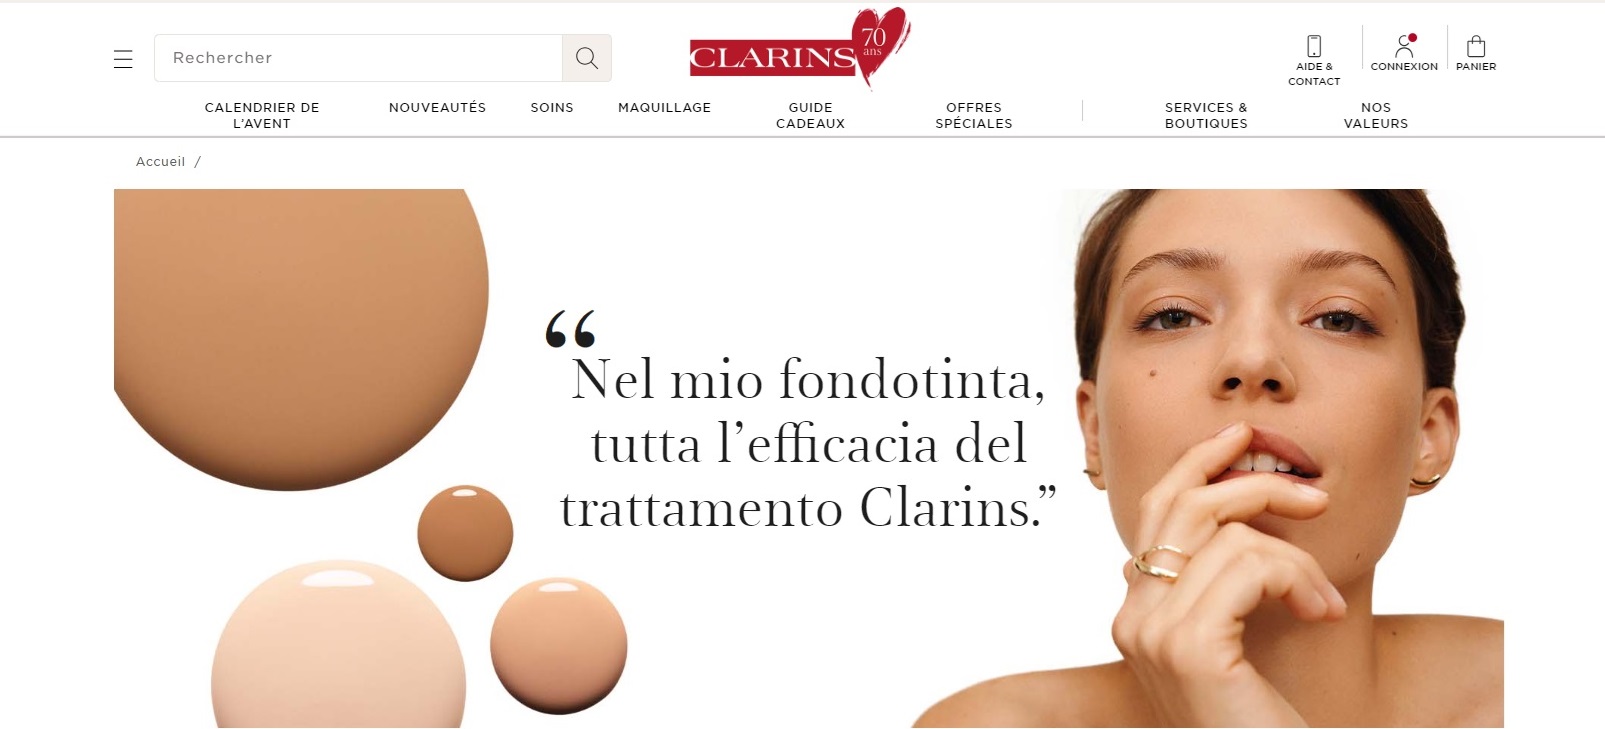 Rechercher
CLARINS
70
ans
AIDE &
CONTACT
CONNEXION
PANIER
CALENDRIER DE
L’AVENT
NOUVEAUTÉS
SOINS
MAQUILLAGE
GUIDE
CADEAUX
OFFRES
SPÉCIALES
SERVICES &
BOUTIQUES
NOS
VALEURS
Accueil /
“Nel mio fondotinta,
tutta l’efficacia del
trattamento Clarins.”